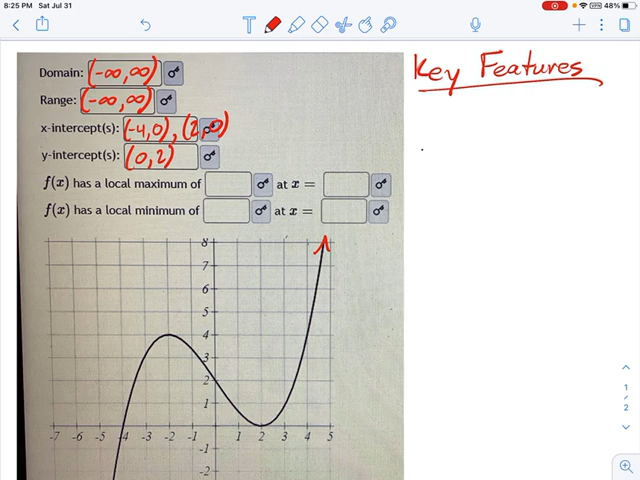 8:25 PM Sat Jul 31
VPN 48%
T
Key Features
Domain: (-∞,∞)
Range: (-∞,∞)
x-intercept(s): (-4,0), (2,0)
y-intercept(s): (0,2)
f(x) has a local maximum of at x =
f(x) has a local minimum of at x =
8
7
6
5
4
3
2
1
-7 -6 -5 -4 -3 -2 -1 1 2 3 4 5
-1
-2
1
/
2